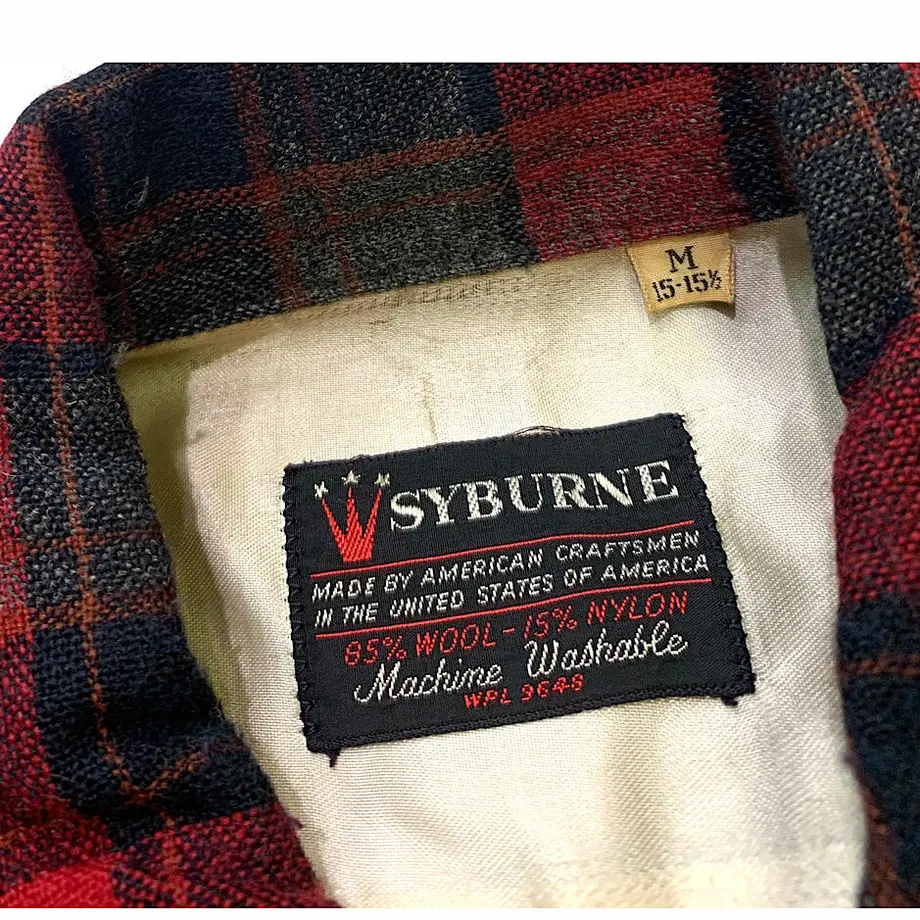 M
15-15½
WSYBURNE
MADE BY AMERICAN CRAFTSMEN
IN THE UNITED STATES OF AMERICA
85% WOOL-15% NYLON
Machine Washable
WPL 9648